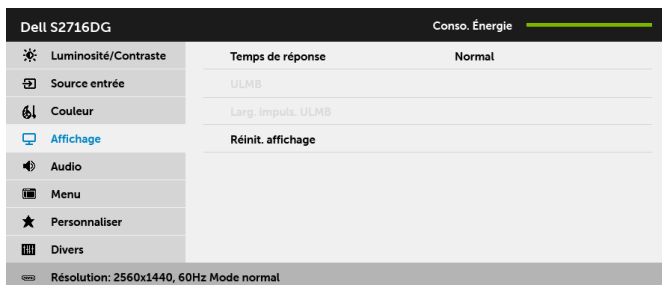 Dell S2716DG Conso. Énergie
Luminosité/Contraste Temps de réponse Normal
Source entrée ULMB
Couleur Larg. impuls. ULMB
Affichage Réinit. affichage
Audio
Menu
Personnaliser
Divers
Résolution: 2560x1440, 60Hz Mode normal